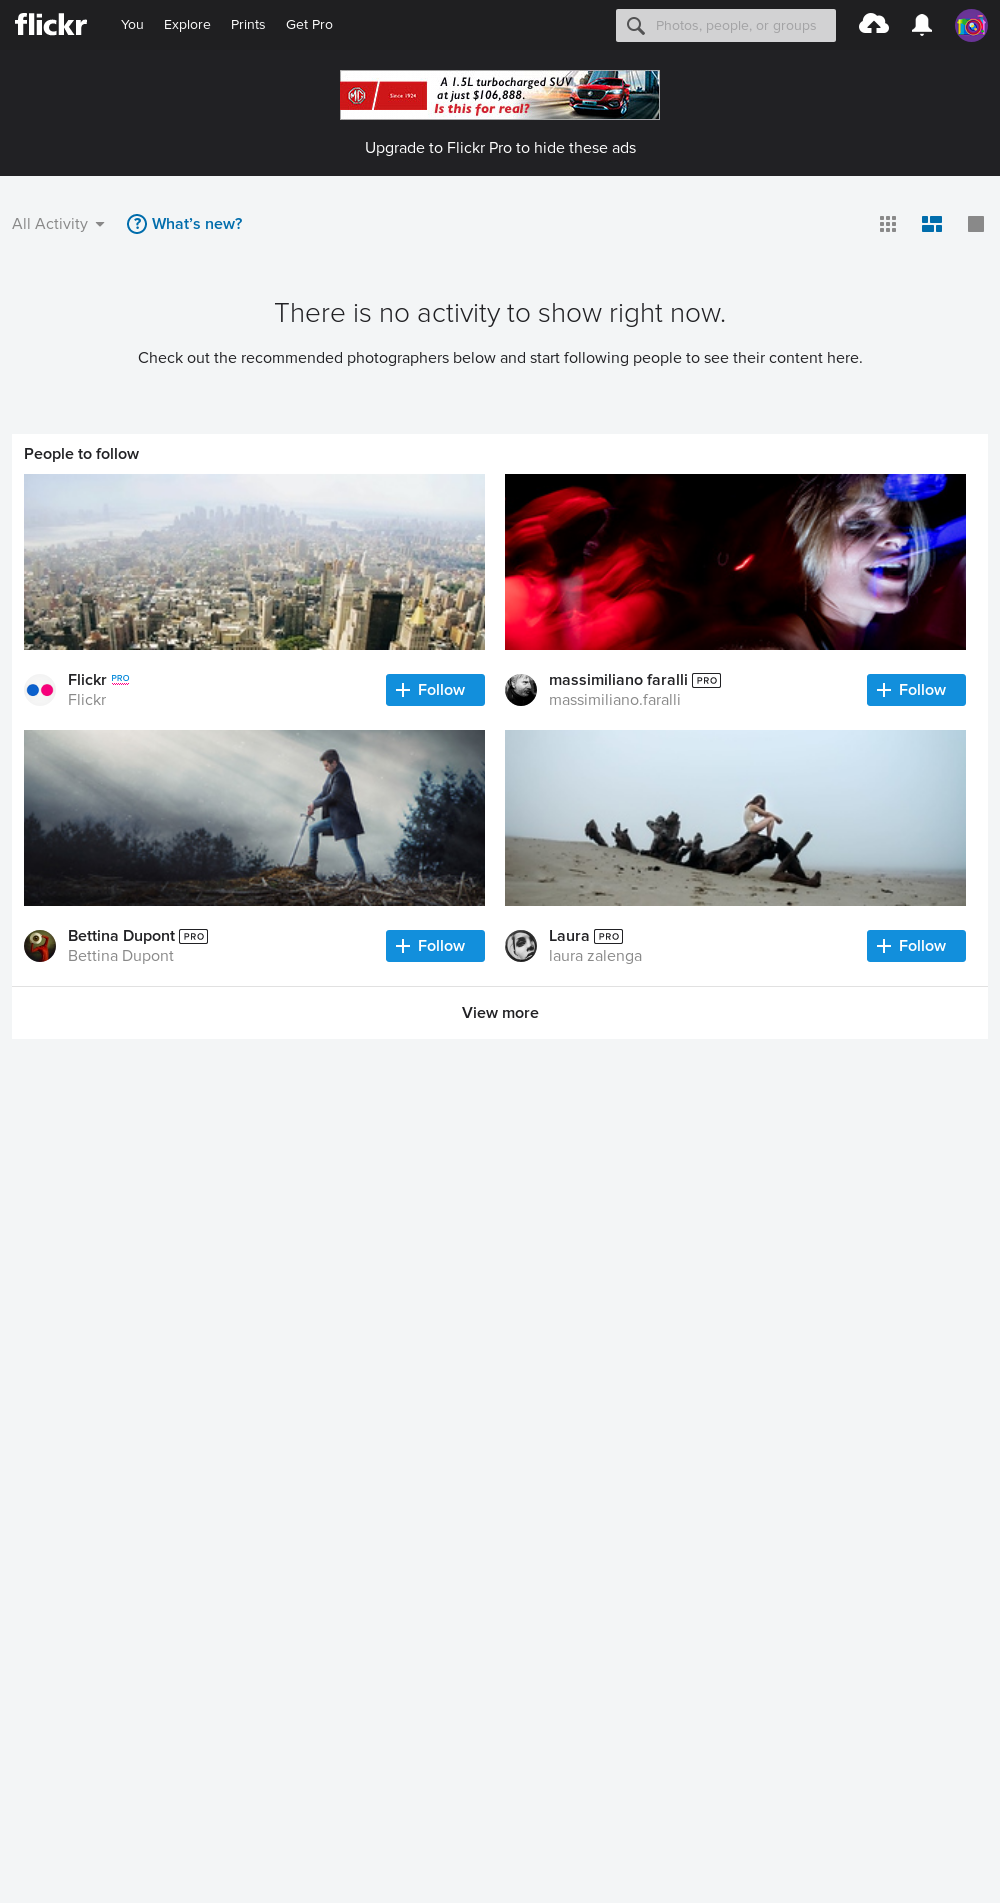 flickr
You Explore Prints Get Pro
Photos, people, or groups
MG
Since 1924
A 1.5L turbocharged SUV
at just $106,888.
Is this for real?
Upgrade to Flickr Pro to hide these ads
All Activity
? What's new?
There is no activity to show right now.
Check out the recommended photographers below and start following people to see their content here.
People to follow
Flickr PRO
Flickr
+ Follow
massimiliano faralli PRO
massimiliano.faralli
+ Follow
Bettina Dupont PRO
Bettina Dupont
+ Follow
Laura PRO
laura zalenga
+ Follow
View more